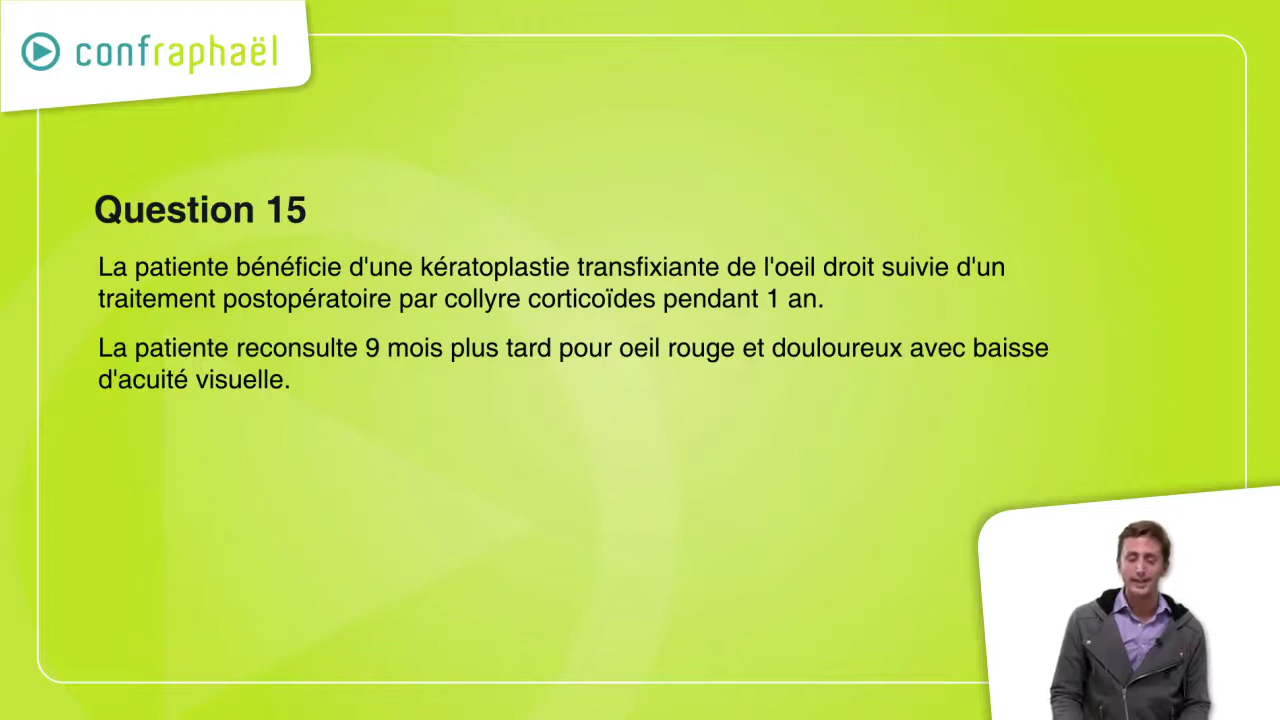 confraphaël
Question 15
La patiente bénéficie d'une kératoplastie transfixiante de l'oeil droit suivie d'un
traitement postopératoire par collyre corticoïdes pendant 1 an.
La patiente reconsulte 9 mois plus tard pour oeil rouge et douloureux avec baisse
d'acuité visuelle.